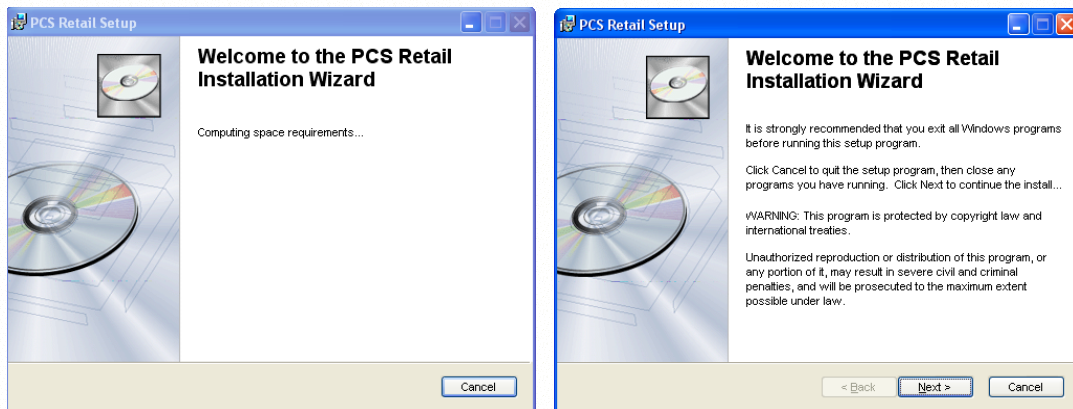 PCS Retail Setup
Welcome to the PCS Retail
Installation Wizard
Computing space requirements...
Cancel
PCS Retail Setup
Welcome to the PCS Retail
Installation Wizard
It is strongly recommended that you exit all Windows programs
before running this setup program.
Click Cancel to quit the setup program, then close any
programs you have running. Click Next to continue the install...
WARNING: This program is protected by copyright law and
international treaties.
Unauthorized reproduction or distribution of this program, or
any portion of it, may result in severe civil and criminal
penalties, and will be prosecuted to the maximum extent
possible under law.
< Back
Next >
Cancel